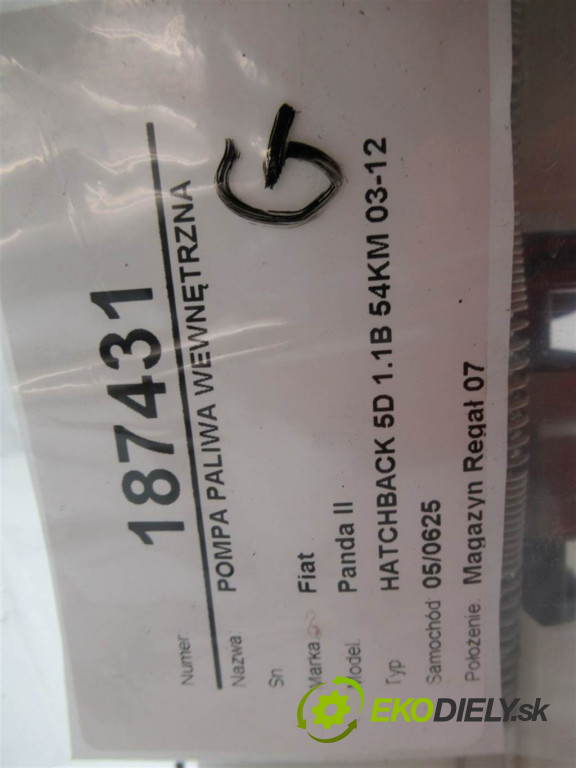 Numer: 187431
Nazwa: POMPA PALIWA WEWNĘTRZNA
Sn
Marka Fiat
Model. Panda II
Typ HATCHBACK 5D 1.1B 54KM 03-12
Samochód: 05/0625
Położenie: Magazyn Regał 07
G
EKODIELY.sk